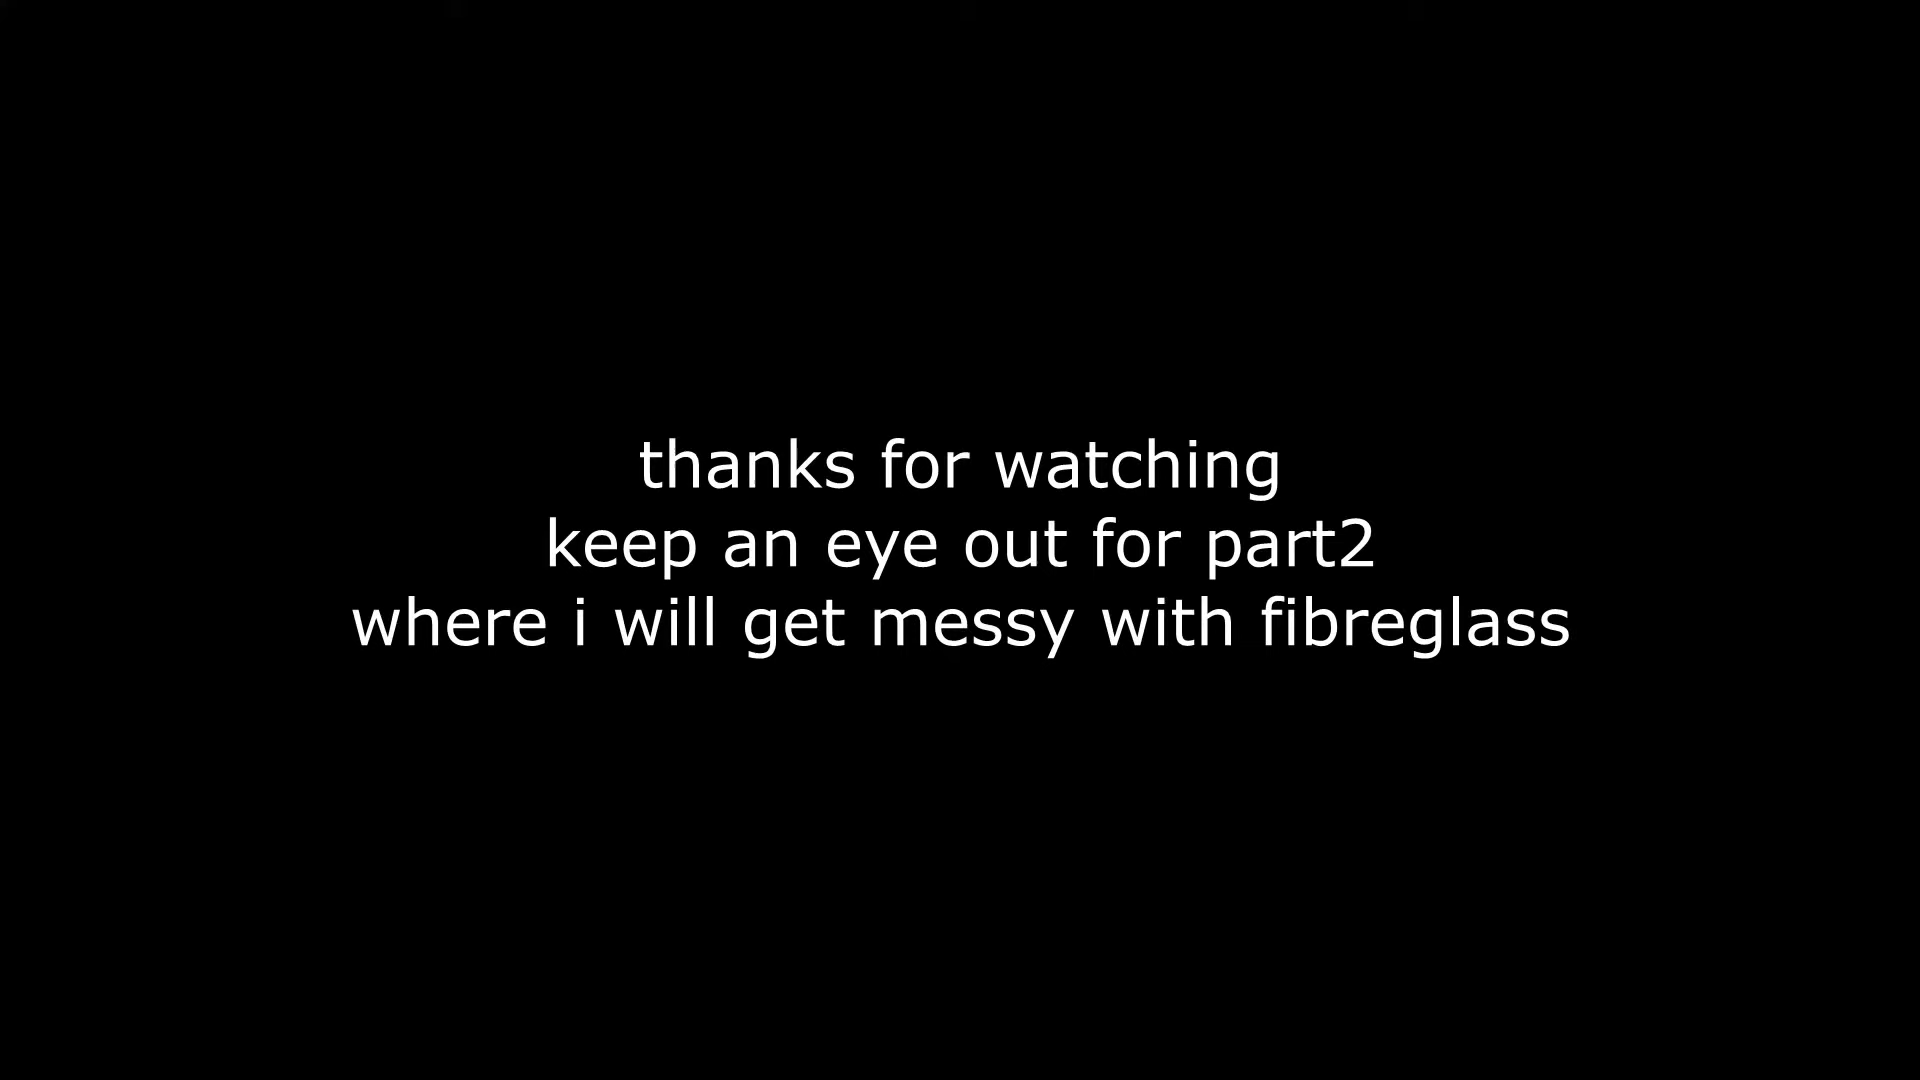 thanks for watching
keep an eye out for part2
where i will get messy with fibreglass